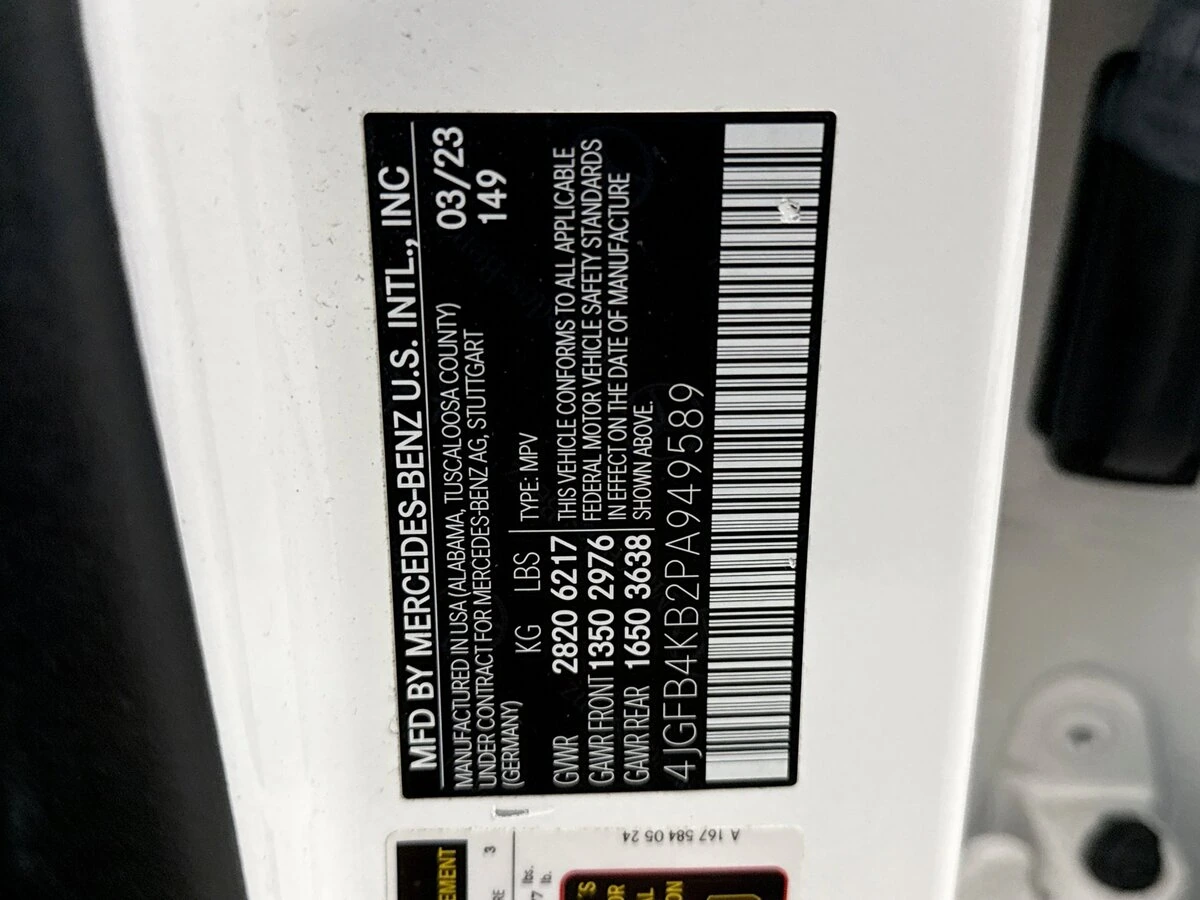 MFD BY MERCEDES-BENZ U.S. INTL., INC
MANUFACTURED IN USA (ALABAMA, TUSCALOOSA COUNTY) 03/23
UNDER CONTRACT FOR MERCEDES-BENZ AG, STUTTGART 149
(GERMANY)
KG LBS TYPE: MPV
GVWR 2820 6217 THIS VEHICLE CONFORMS TO ALL APPLICABLE
FEDERAL MOTOR VEHICLE SAFETY STANDARDS
GAWR FRONT 1350 2976 IN EFFECT ON THE DATE OF MANUFACTURE
GAWR REAR 1650 3638 SHOWN ABOVE.
4JGFB4KB2PA949589
A 167 584 05 24
3
lbs.
lb.